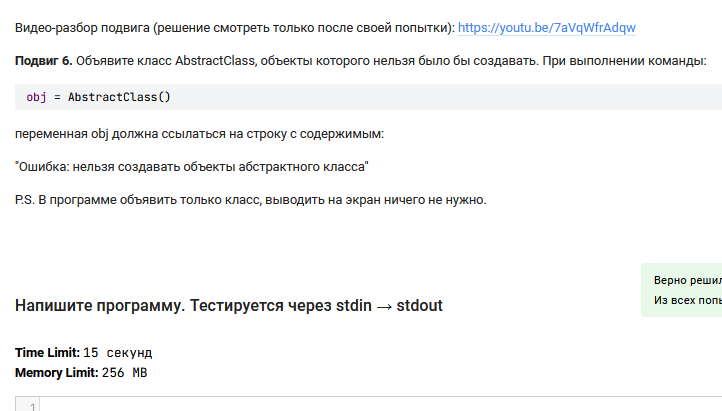 Видео-разбор подвига (решение смотреть только после своей попытки): https://youtu.be/7aVqWfrAdqw
Подвиг 6. Объявите класс AbstractClass, объекты которого нельзя было бы создавать. При выполнении команды:
obj = AbstractClass()
переменная obj должна ссылаться на строку с содержимым:
"Ошибка: нельзя создавать объекты абстрактного класса"
P.S. В программе объявить только класс, выводить на экран ничего не нужно.
Верно решил
Из всех попы
Напишите программу. Тестируется через stdin → stdout
Time Limit: 15 секунд
Memory Limit: 256 MB
1